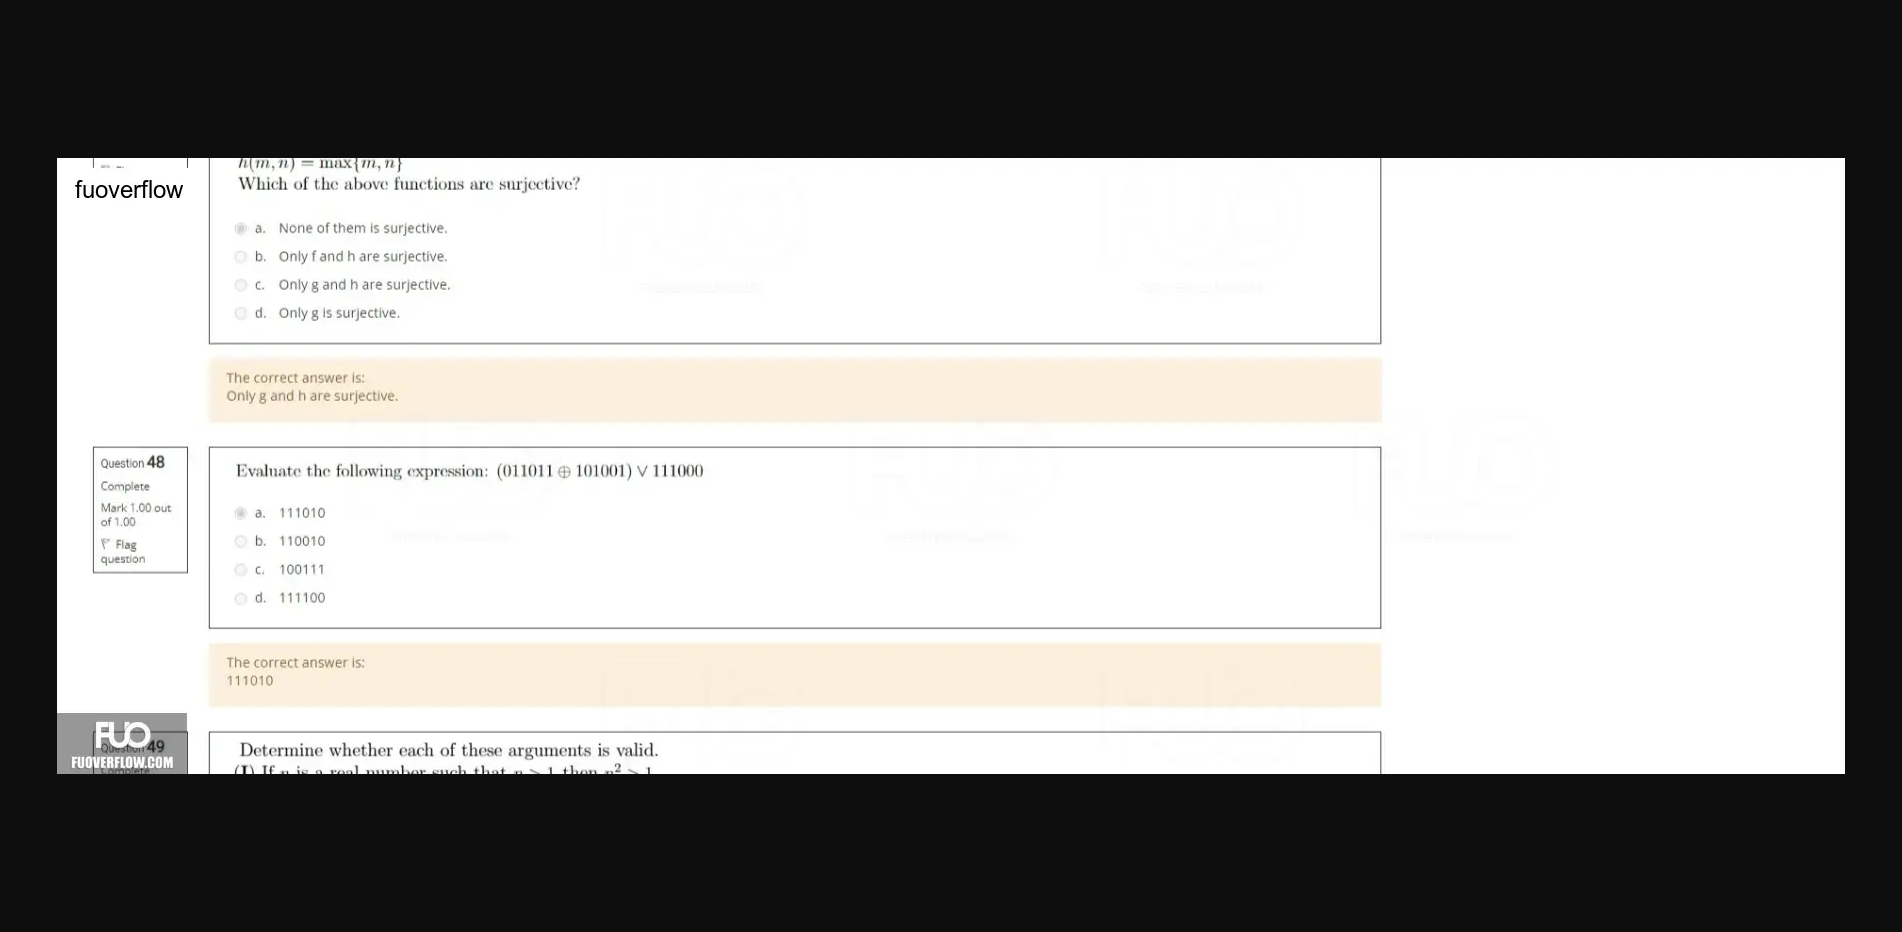 h(m, n) = max{m, n}
fuoverflow
Which of the above functions are surjective?
a. None of them is surjective.
b. Only f and h are surjective.
c. Only g and h are surjective.
d. Only g is surjective.
The correct answer is:
Only g and h are surjective.
Question 48
Complete
Mark 1.00 out
of 1.00
Flag
question
Evaluate the following expression: (011011 ⊕ 101001) ∨ 111000
a. 111010
b. 110010
c. 100111
d. 111100
The correct answer is:
111010
FUO
FUOVERFLOW.COM
Question 49
Complete
Determine whether each of these arguments is valid.
(I) If n is a real number such that n > 1, then n² > 1.